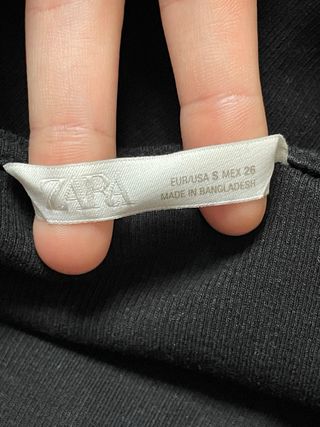 ZARA
EUR/USA S MEX 26
MADE IN BANGLADESH